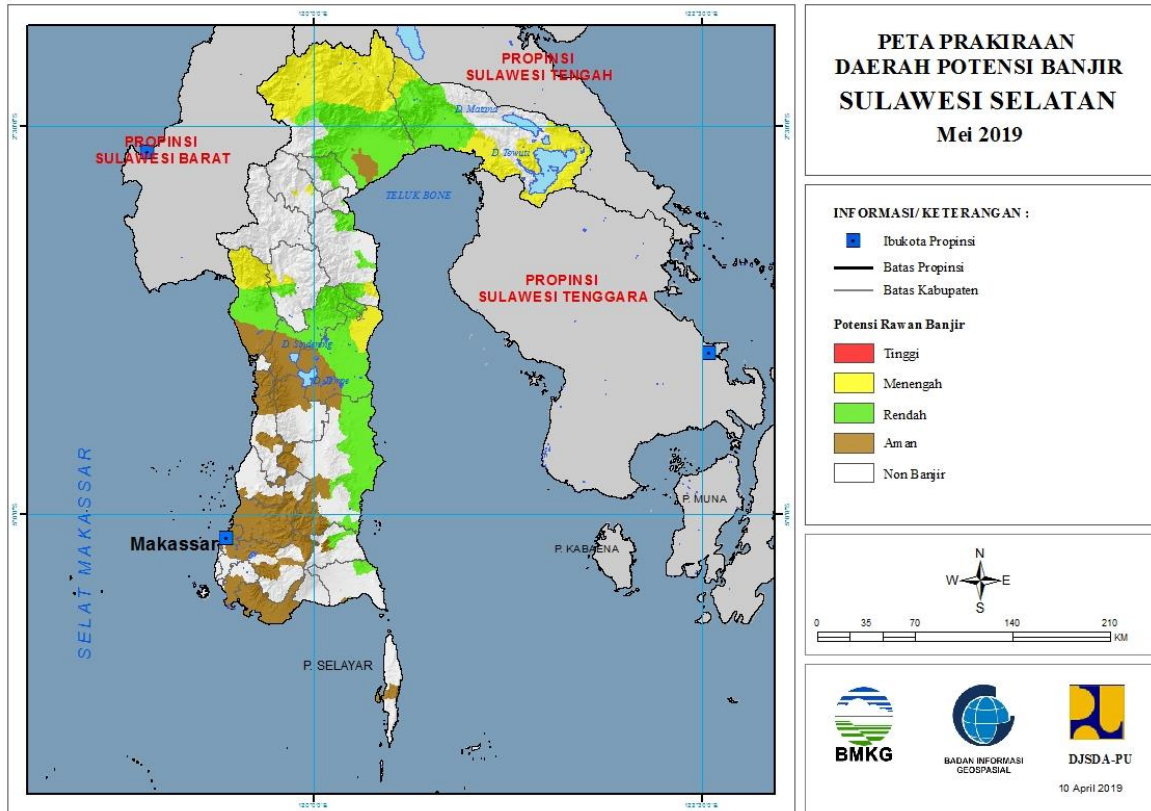 PETA PRAKIRAAN
DAERAH POTENSI BANJIR
SULAWESI SELATAN
Mei 2019
INFORMASI/KETERANGAN :
Ibukota Propinsi
Batas Propinsi
Batas Kabupaten
Potensi Rawan Banjir
Tinggi
Menengah
Rendah
Aman
Non Banjir
N
W E
S
0 35 70 140 210
KM
BMKG
BADAN INFORMASI
GEOSPASIAL
DJSDA-PU
10 April 2019
PROPINSI
SULAWESI TENGAH
D. Matana
PROPINSI
SULAWESI BARAT
D. Towuti
TELUK BONE
PROPINSI
SULAWESI TENGGARA
D. Sidenreng
D. Tempe
SELAT MAKASSAR
P. MUNA
Makassar
P. KABAENA
P. SELAYAR